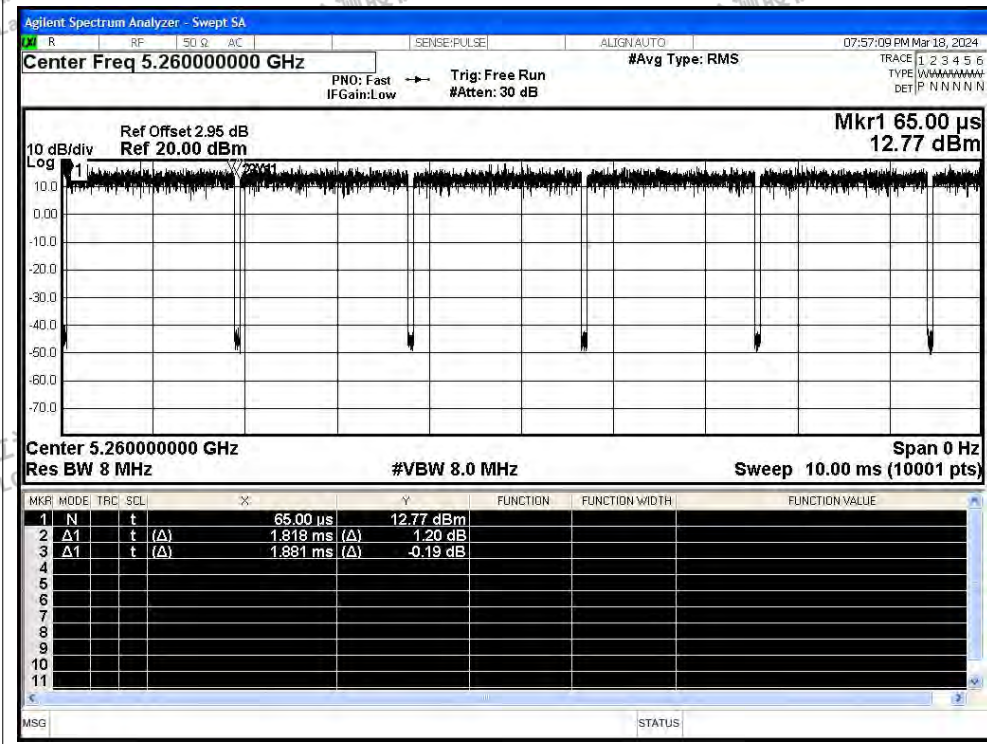 Agilent Spectrum Analyzer - Swept SA
R RF 50 Ω AC SENSE:PULSE ALIGNAUTO 07:57:09 PM Mar 18, 2024
Center Freq 5.260000000 GHz #Avg Type: RMS TRACE 1 2 3 4 5 6
PNO: Fast Trig: Free Run TYPE WWWWWW
IFGain:Low #Atten: 30 dB DET P N N N N N
Mkr1 65.00 µs
Ref Offset 2.95 dB
10 dB/div Ref 20.00 dBm 12.77 dBm
Log
1
10.0
0.00
-10.0
-20.0
-30.0
-40.0
-50.0
-60.0
-70.0
Center 5.260000000 GHz Span 0 Hz
Res BW 8 MHz #VBW 8.0 MHz Sweep 10.00 ms (10001 pts)
MKR MODE TRC SCL X Y FUNCTION FUNCTION WIDTH FUNCTION VALUE
1 N t 65.00 µs 12.77 dBm
2 Δ1 t (Δ) 1.818 ms (Δ) 1.20 dB
3 Δ1 t (Δ) 1.881 ms (Δ) -0.19 dB
4
5
6
7
8
9
10
11
MSG STATUS